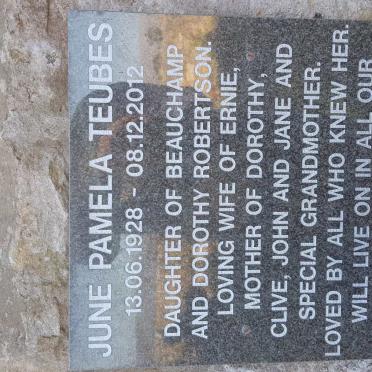 JUNE PAMELA TEUBES
13.06.1928 - 08.12.2012
DAUGHTER OF BEAUCHAMP
AND DOROTHY ROBERTSON.
LOVING WIFE OF ERNIE,
MOTHER OF DOROTHY,
CLIVE, JOHN AND JANE AND
SPECIAL GRANDMOTHER.
LOVED BY ALL WHO KNEW HER.
WILL LIVE ON IN ALL OUR